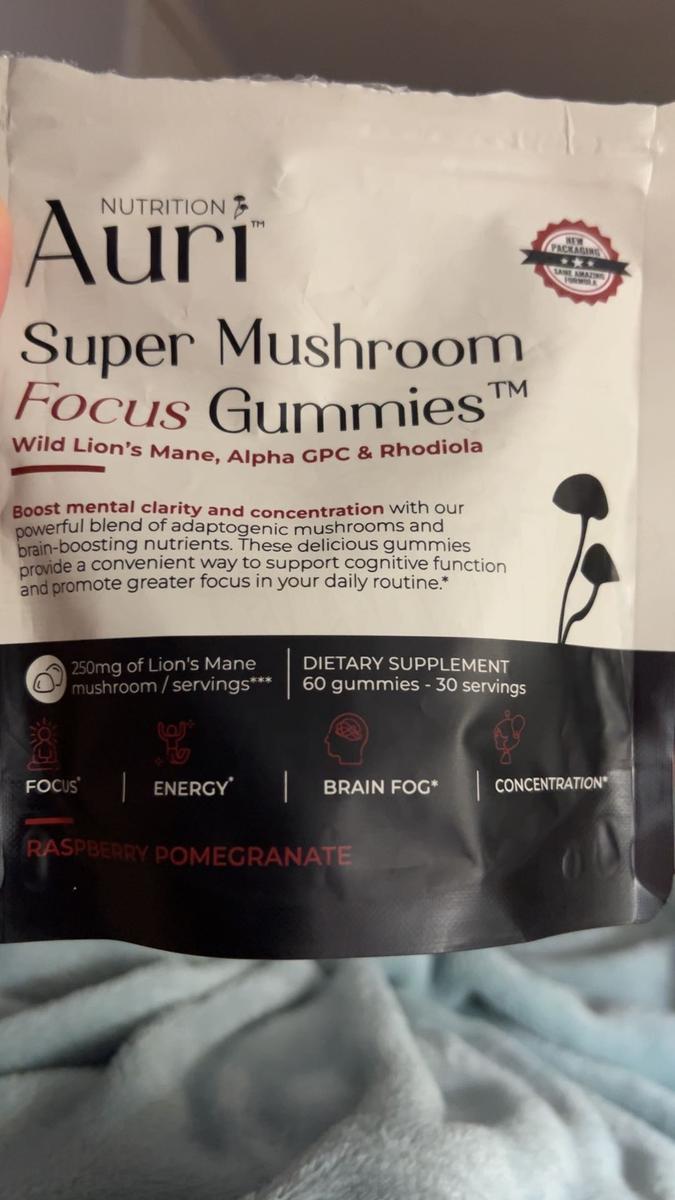 NUTRITION
Auri™
NEW
PACKAGING
SAME AMAZING
FORMULA
Super Mushroom
Focus Gummies™
Wild Lion's Mane, Alpha GPC & Rhodiola
Boost mental clarity and concentration with our
powerful blend of adaptogenic mushrooms and
brain-boosting nutrients. These delicious gummies
provide a convenient way to support cognitive function
and promote greater focus in your daily routine.*
250mg of Lion's Mane
mushroom / servings***
DIETARY SUPPLEMENT
60 gummies - 30 servings
FOCUS*
ENERGY*
BRAIN FOG*
CONCENTRATION*
RASPBERRY POMEGRANATE